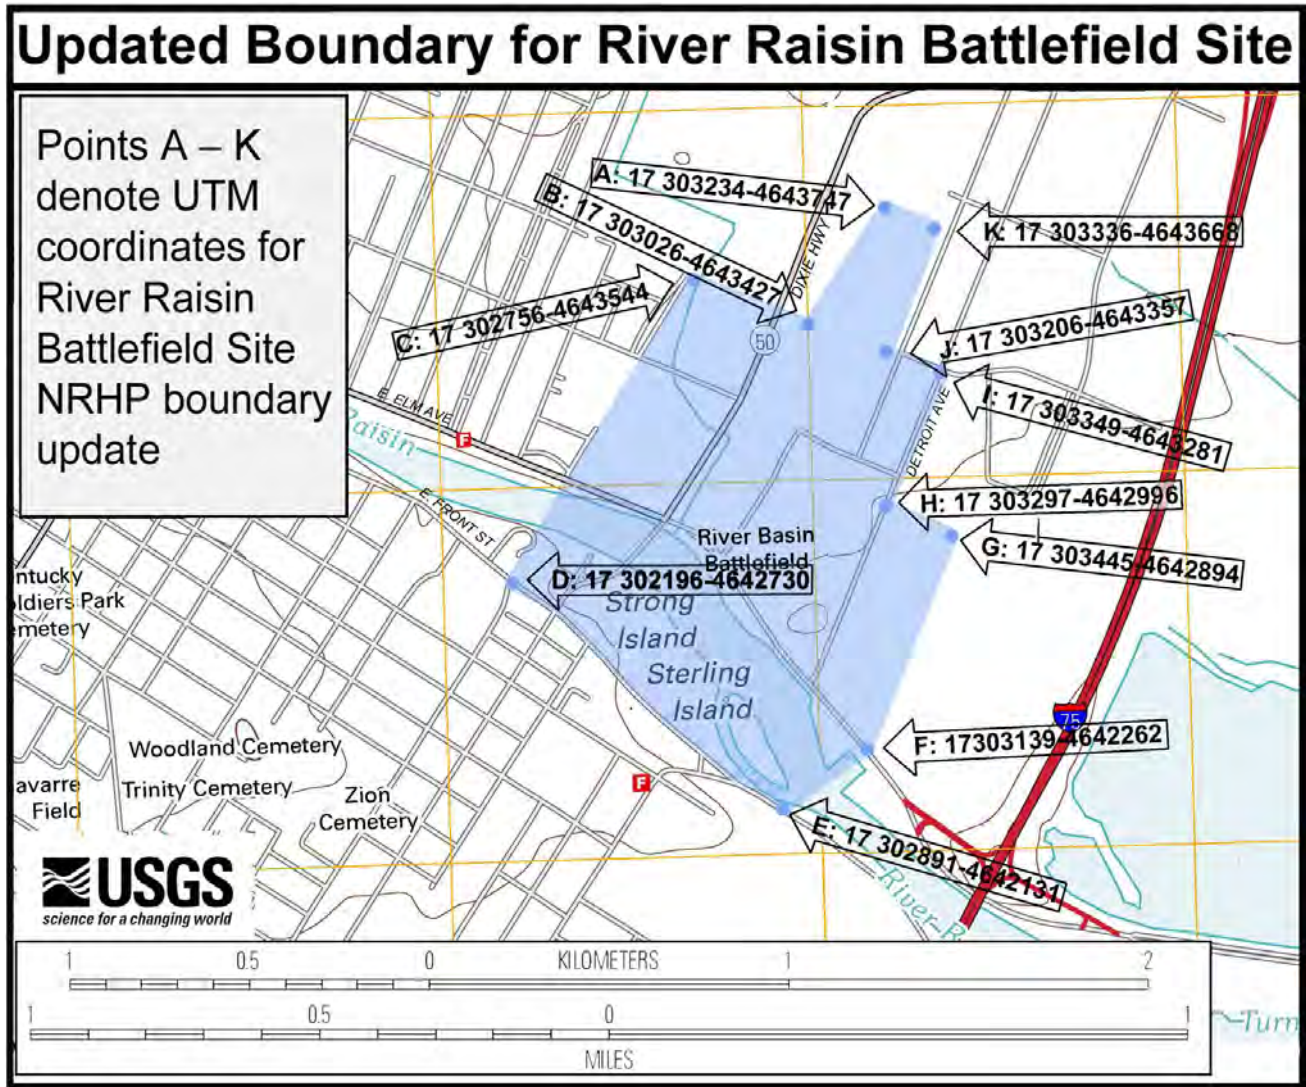 Updated Boundary for River Raisin Battlefield Site
Points A – K
denote UTM
coordinates for
River Raisin
Battlefield Site
NRHP boundary
update
A: 17 303234-4643747
B: 17 303026-4643427
C: 17 302756-4643544
K: 17 303336-4643668
J: 17 303206-4643357
I: 17 303349-4643281
H: 17 303297-4642996
G: 17 303445-4642894
D: 17 302196-4642730
F: 17303139-4642262
E: 17 302891-4642131
DIXIE HWY
50
E. ELM AVE
F
Raisin
E. FRONT ST
DETROIT AVE
River Basin
Battlefield
Strong
Island
Sterling
Island
ntucky
oldiers Park
emetery
75
Woodland Cemetery
Trinity Cemetery
avarre
Field
Zion
Cemetery
F
River R
USGS
science for a changing world
1 0.5 0 KILOMETERS 1 2
1 0.5 0 1
MILES
Turn